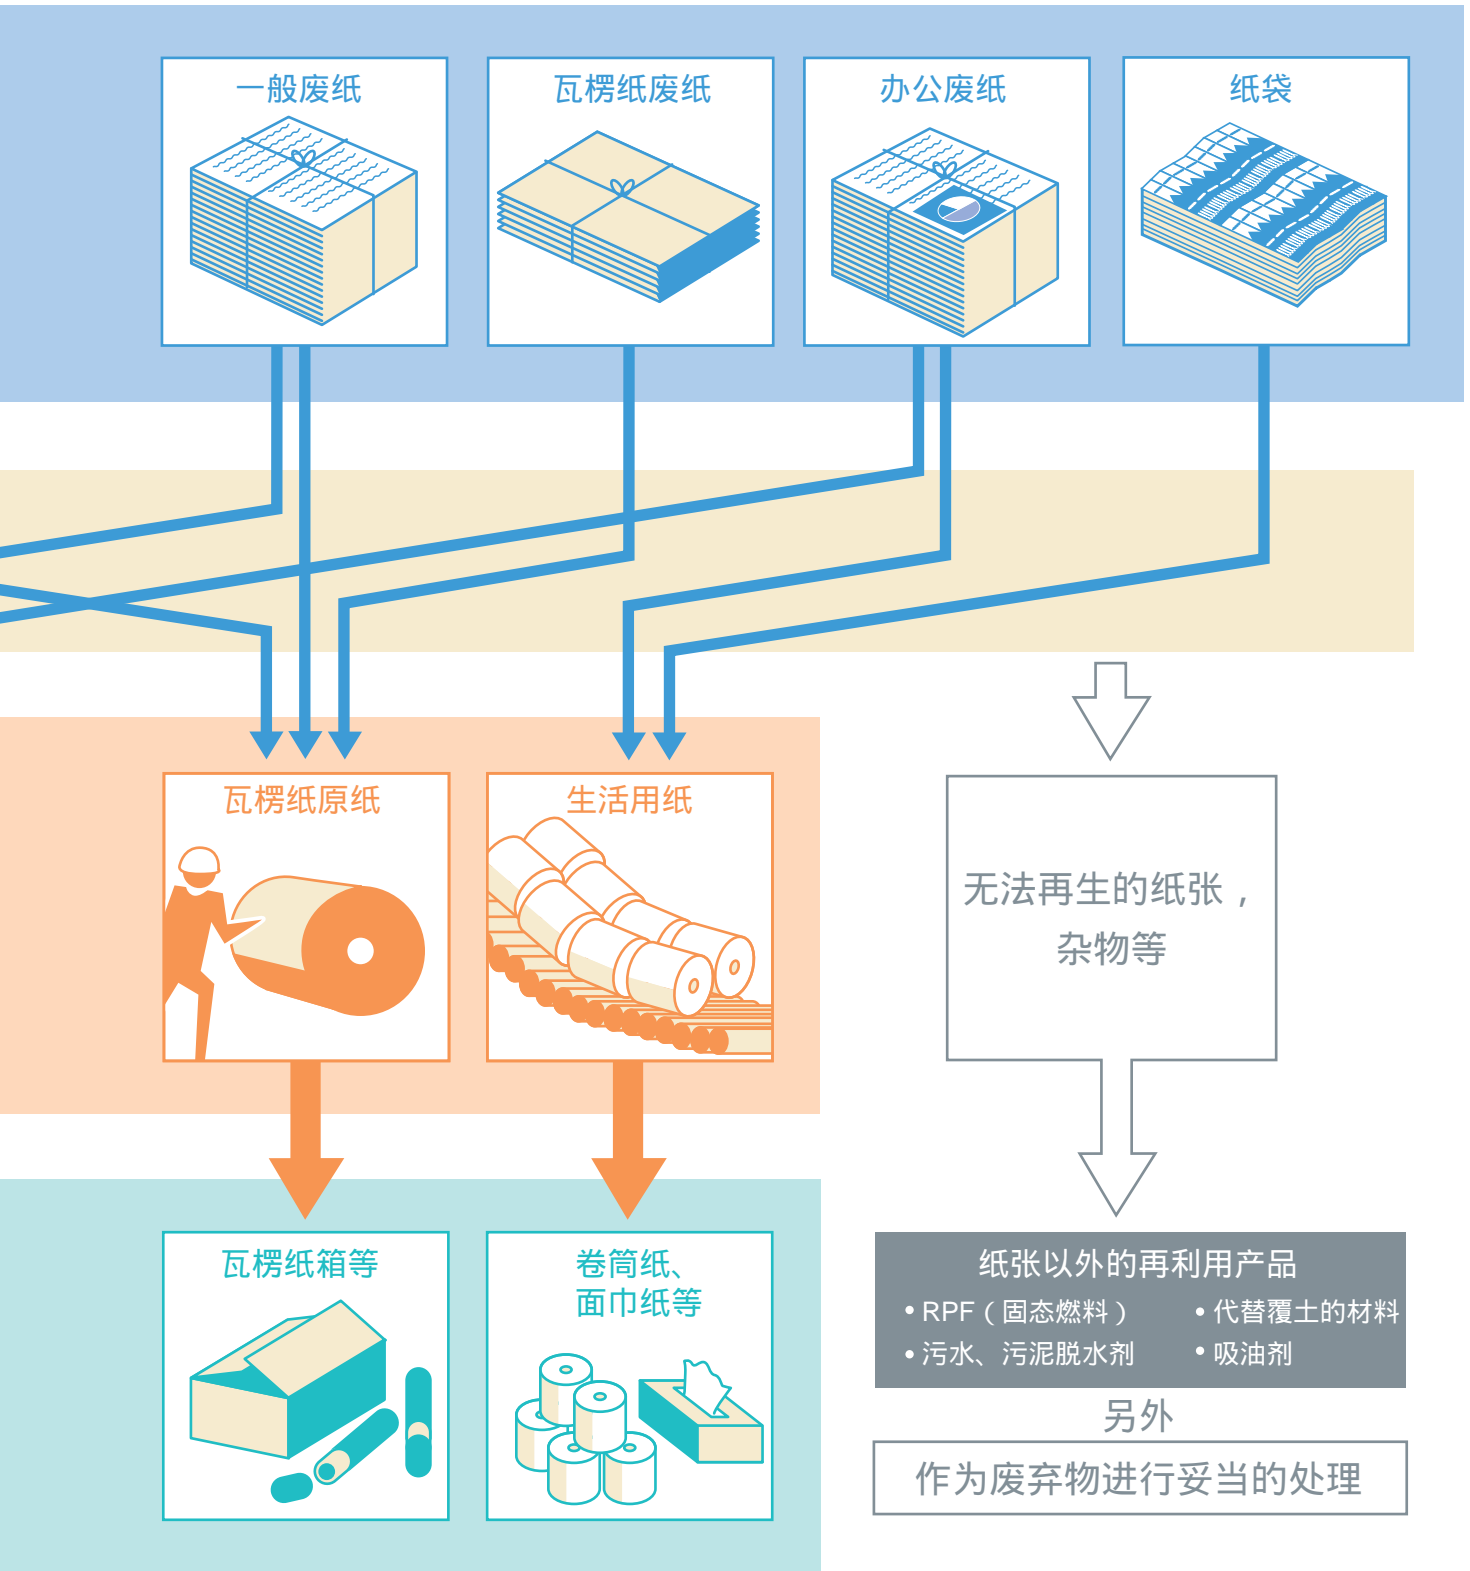 一般废纸
瓦楞纸废纸
办公废纸
纸袋
瓦楞纸原纸
生活用纸
无法再生的纸张，
杂物等
瓦楞纸箱等
卷筒纸、
面巾纸等
纸张以外的再利用产品
• RPF（固态燃料）
• 代替覆土的材料
• 污水、污泥脱水剂
• 吸油剂
另外
作为废弃物进行妥当的处理